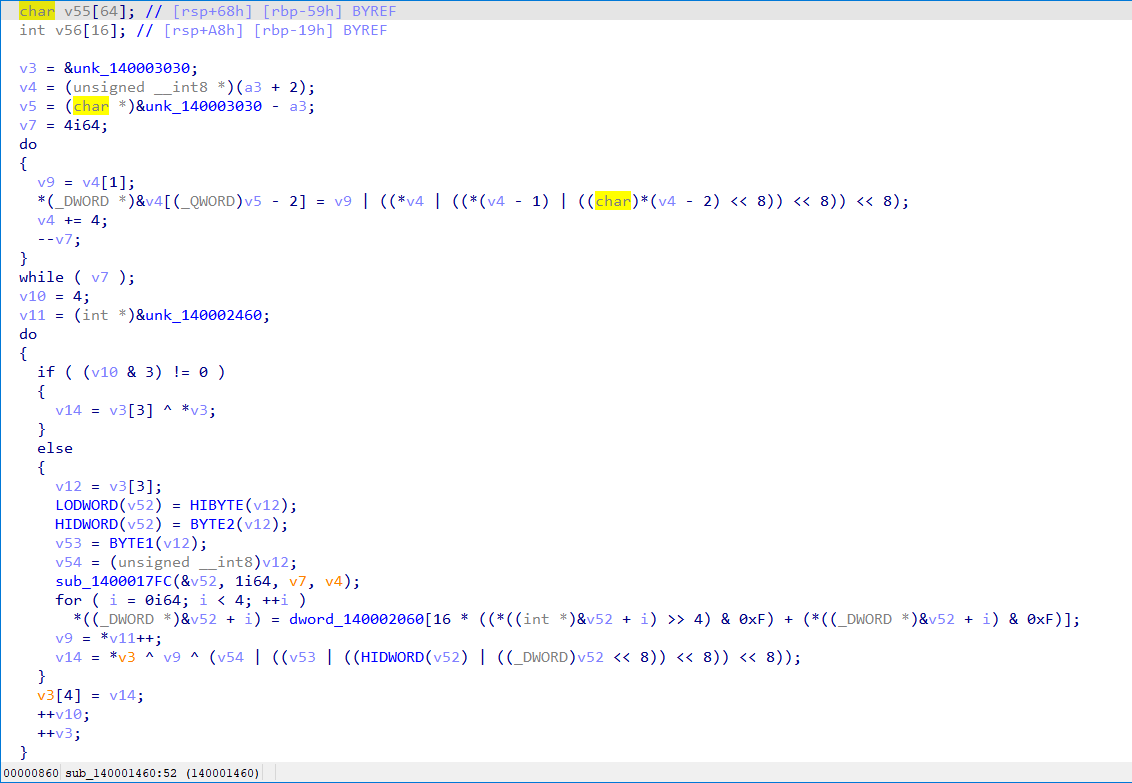 char v55[64]; // [rsp+68h] [rbp-59h] BYREF
int v56[16]; // [rsp+A8h] [rbp-19h] BYREF
v3 = &unk_140003030;
v4 = (unsigned __int8 *)(a3 + 2);
v5 = (char *)&unk_140003030 - a3;
v7 = 4i64;
do
{
v9 = v4[1];
*(_DWORD *)&v4[(_QWORD)v5 - 2] = v9 | ((*v4 | ((*(v4 - 1) | ((char)*(v4 - 2) << 8)) << 8)) << 8);
v4 += 4;
--v7;
}
while ( v7 );
v10 = 4;
v11 = (int *)&unk_140002460;
do
{
if ( (v10 & 3) != 0 )
{
v14 = v3[3] ^ *v3;
}
else
{
v12 = v3[3];
LODWORD(v52) = HIBYTE(v12);
HIDWORD(v52) = BYTE2(v12);
v53 = BYTE1(v12);
v54 = (unsigned __int8)v12;
sub_1400017FC(&v52, 1i64, v7, v4);
for ( i = 0i64; i < 4; ++i )
*((_DWORD *)&v52 + i) = dword_140002060[16 * ((*((int *)&v52 + i) >> 4) & 0xF) + (*((_DWORD *)&v52 + i) & 0xF)];
v9 = *v11++;
v14 = *v3 ^ v9 ^ (v54 | ((v53 | ((HIDWORD(v52) | ((_DWORD)v52 << 8)) << 8)) << 8));
}
v3[4] = v14;
++v10;
++v3;
}
00000860 sub_140001460:52 (140001460)